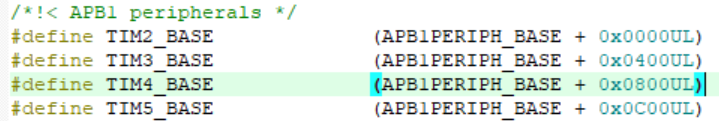 /*!< APB1 peripherals */
#define TIM2_BASE (APB1PERIPH_BASE + 0x0000UL)
#define TIM3_BASE (APB1PERIPH_BASE + 0x0400UL)
#define TIM4_BASE (APB1PERIPH_BASE + 0x0800UL)
#define TIM5_BASE (APB1PERIPH_BASE + 0x0C00UL)